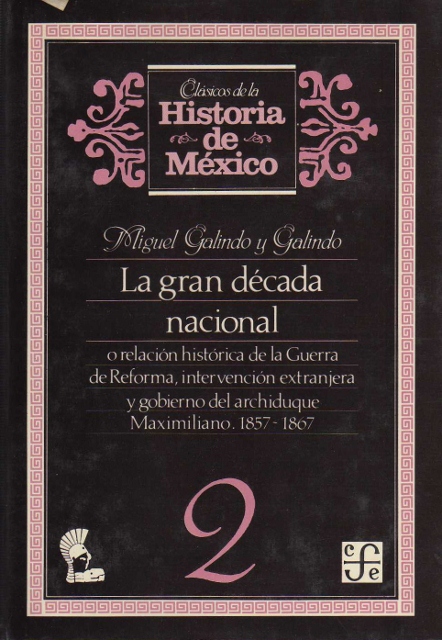 Clásicos de la
Historia
de
México
Miguel Galindo y Galindo
La gran década
nacional
o relación histórica de la Guerra
de Reforma, intervención extranjera
y gobierno del archiduque
Maximiliano. 1857-1867
2
c f e